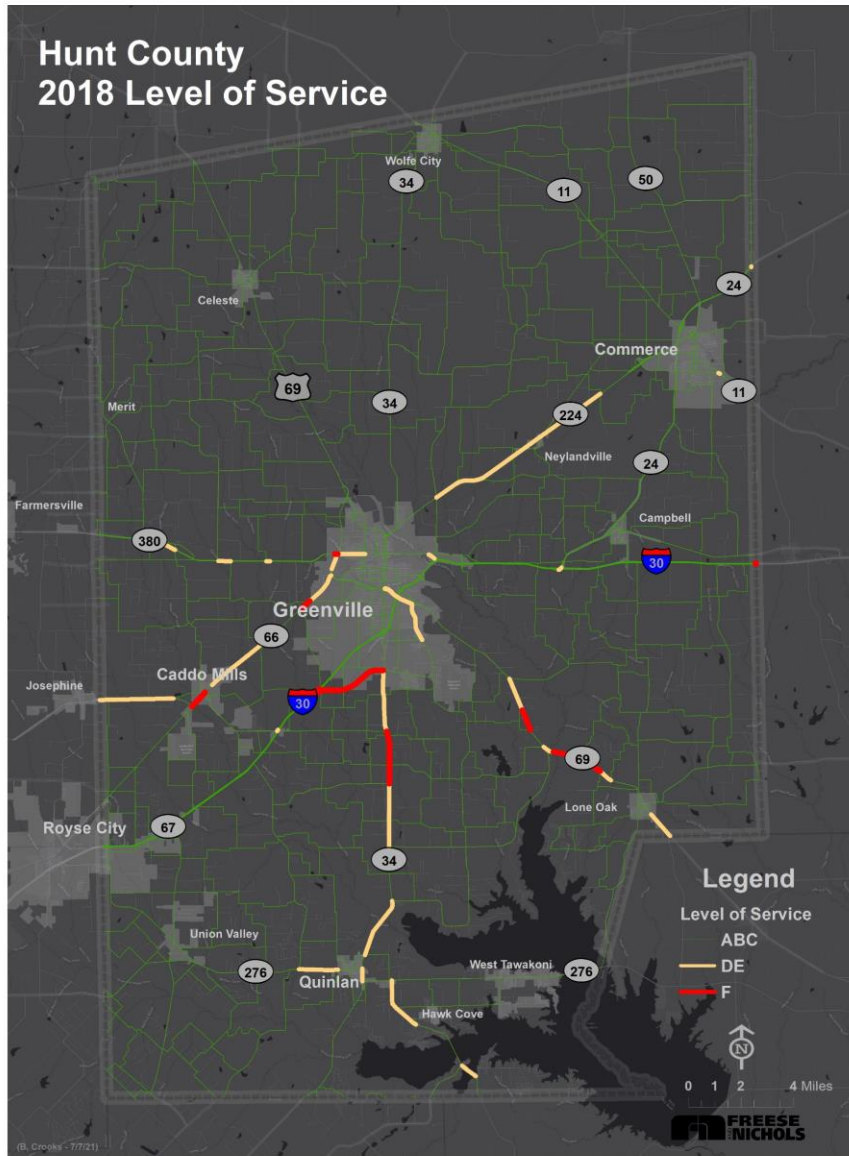 Hunt County
2018 Level of Service
Wolfe City
34
11
50
24
Celeste
Commerce
69
34
11
Merit
224
Neylandville
24
Farmersville
Campbell
380
30
Greenville
66
Caddo Mills
Josephine
30
69
Lone Oak
Royse City
67
34
Legend
Level of Service
ABC
DE
F
Union Valley
276
Quinlan
West Tawakoni
276
Hawk Cove
N
0 1 2 4 Miles
FREESE
AND
NICHOLS
(B. Crooks - 7/7/21)